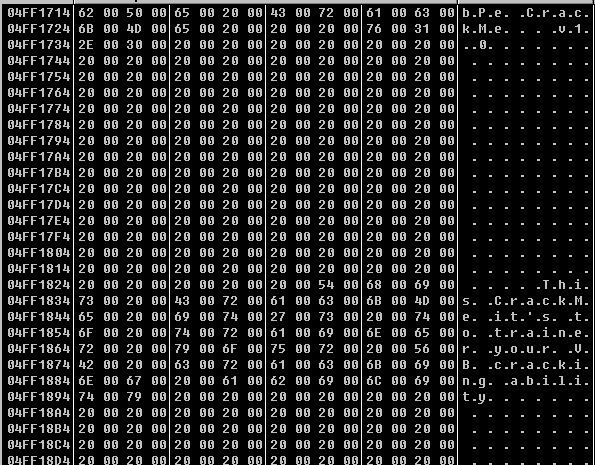 04FF1714 62 00 50 00 65 00 20 00 43 00 72 00 61 00 63 00 b.P.e. .C.r.a.c.
04FF1724 6B 00 4D 00 65 00 20 00 20 00 20 00 76 00 31 00 k.M.e. . . .v.1.
04FF1734 2E 00 30 00 20 00 20 00 20 00 20 00 20 00 20 00 ..0. . . . . . .
04FF1744 20 00 20 00 20 00 20 00 20 00 20 00 20 00 20 00 . . . . . . . .
04FF1754 20 00 20 00 20 00 20 00 20 00 20 00 20 00 20 00 . . . . . . . .
04FF1764 20 00 20 00 20 00 20 00 20 00 20 00 20 00 20 00 . . . . . . . .
04FF1774 20 00 20 00 20 00 20 00 20 00 20 00 20 00 20 00 . . . . . . . .
04FF1784 20 00 20 00 20 00 20 00 20 00 20 00 20 00 20 00 . . . . . . . .
04FF1794 20 00 20 00 20 00 20 00 20 00 20 00 20 00 20 00 . . . . . . . .
04FF17A4 20 00 20 00 20 00 20 00 20 00 20 00 20 00 20 00 . . . . . . . .
04FF17B4 20 00 20 00 20 00 20 00 20 00 20 00 20 00 20 00 . . . . . . . .
04FF17C4 20 00 20 00 20 00 20 00 20 00 20 00 20 00 20 00 . . . . . . . .
04FF17D4 20 00 20 00 20 00 20 00 20 00 20 00 20 00 20 00 . . . . . . . .
04FF17E4 20 00 20 00 20 00 20 00 20 00 20 00 20 00 20 00 . . . . . . . .
04FF17F4 20 00 20 00 20 00 20 00 20 00 20 00 20 00 20 00 . . . . . . . .
04FF1804 20 00 20 00 20 00 20 00 20 00 20 00 20 00 20 00 . . . . . . . .
04FF1814 20 00 20 00 20 00 20 00 20 00 20 00 20 00 20 00 . . . . . . . .
04FF1824 20 00 20 00 20 00 20 00 20 00 54 00 68 00 69 00 . . . . .T.h.i.
04FF1834 73 00 20 00 43 00 72 00 61 00 63 00 6B 00 4D 00 s. .C.r.a.c.k.M.
04FF1844 65 00 20 00 69 00 74 00 27 00 73 00 20 00 74 00 e. .i.t.'.s. .t.
04FF1854 6F 00 20 00 74 00 72 00 61 00 69 00 6E 00 65 00 o. .t.r.a.i.n.e.
04FF1864 72 00 20 00 79 00 6F 00 75 00 72 00 20 00 56 00 r. .y.o.u.r. .V.
04FF1874 42 00 20 00 63 00 72 00 61 00 63 00 6B 00 69 00 B. .c.r.a.c.k.i.
04FF1884 6E 00 67 00 20 00 61 00 62 00 69 00 6C 00 69 00 n.g. .a.b.i.l.i.
04FF1894 74 00 79 00 20 00 20 00 20 00 20 00 20 00 20 00 t.y. . . . . . .
04FF18A4 20 00 20 00 20 00 20 00 20 00 20 00 20 00 20 00 . . . . . . . .
04FF18B4 20 00 20 00 20 00 20 00 20 00 20 00 20 00 20 00 . . . . . . . .
04FF18C4 20 00 20 00 20 00 20 00 20 00 20 00 20 00 20 00 . . . . . . . .
04FF18D4 20 00 20 00 20 00 20 00 20 00 20 00 20 00 20 00 . . . . . . . .